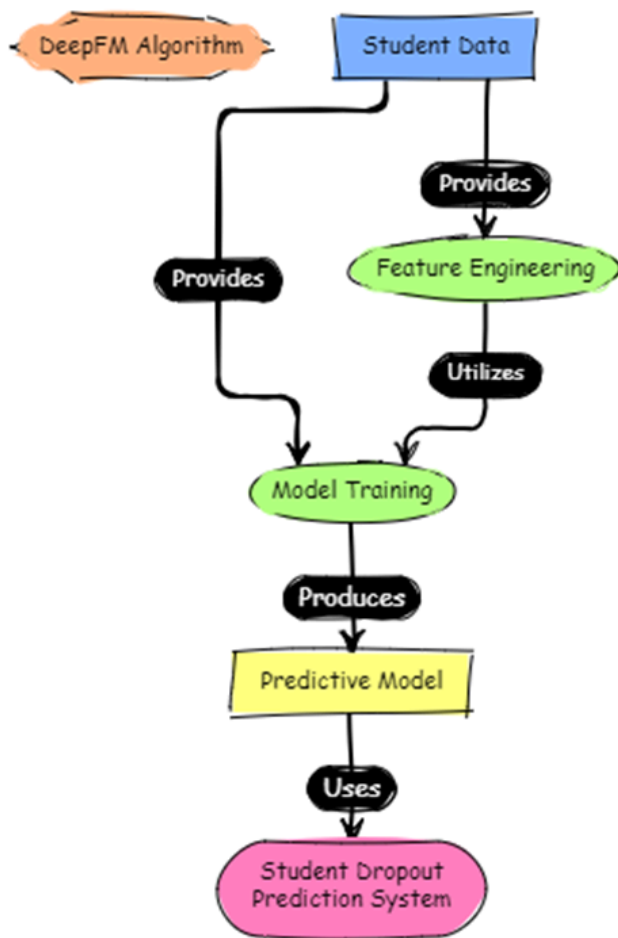 DeepFM Algorithm
Student Data
Provides
Feature Engineering
Provides
Utilizes
Model Training
Produces
Predictive Model
Uses
Student Dropout
Prediction System